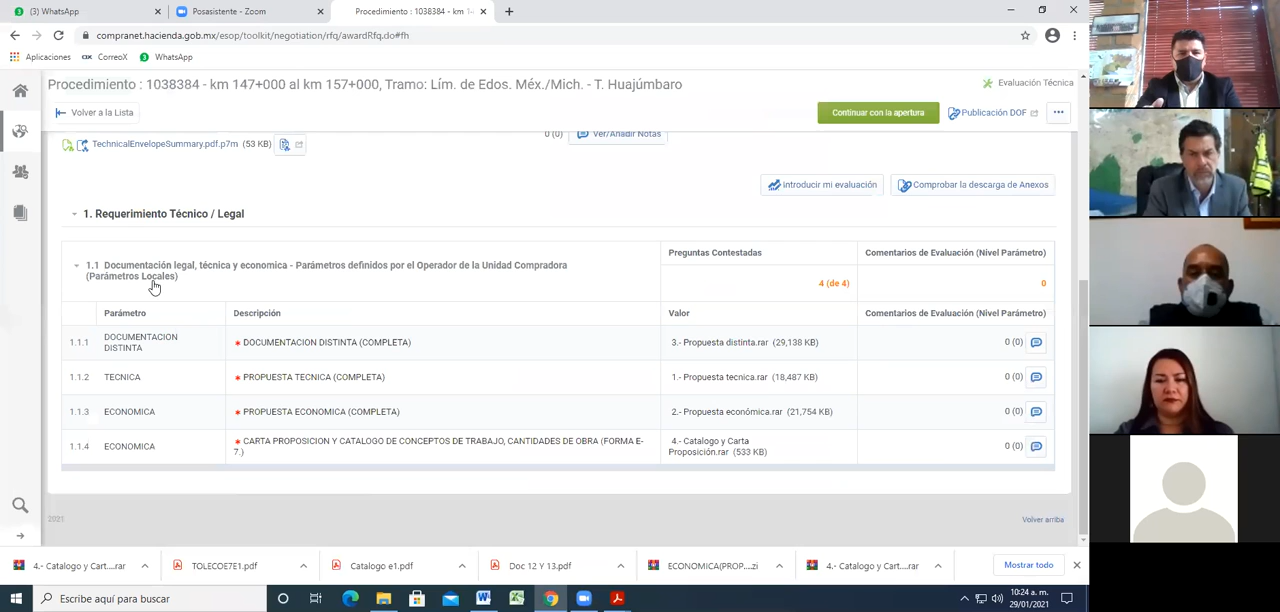 (3) WhatsApp
Posasistente - Zoom
Procedimiento : 1038384 - km 14
compranet.hacienda.gob.mx/esop/toolkit/negotiation/rfq/awardRfq.do#fh
Aplicaciones
CorreoX
WhatsApp
Procedimiento : 1038384 - km 147+000 al km 157+000, Tramo: Lím. de Edos. Méx./Mich. - T. Huajúmbaro
Evaluación Técnica
Volver a la Lista
Continuar con la apertura
Publicación DOF
TechnicalEnvelopeSummary.pdf.p7m (53 KB)
0 (0)
Ver/Añadir Notas
introducir mi evaluación
Comprobar la descarga de Anexos
1. Requerimiento Técnico / Legal
1.1 Documentación legal, técnica y economica - Parámetros definidos por el Operador de la Unidad Compradora
(Parámetros Locales)
Preguntas Contestadas
4 (de 4)
Comentarios de Evaluación (Nivel Parámetro)
0
Parámetro
Descripción
Valor
Comentarios de Evaluación (Nivel Parámetro)
1.1.1
DOCUMENTACION
DISTINTA
* DOCUMENTACION DISTINTA (COMPLETA)
3.- Propuesta distinta.rar (29,138 KB)
0 (0)
1.1.2
TECNICA
* PROPUESTA TECNICA (COMPLETA)
1.- Propuesta tecnica.rar (18,487 KB)
0 (0)
1.1.3
ECONOMICA
* PROPUESTA ECONOMICA (COMPLETA)
2.- Propuesta económica.rar (21,754 KB)
0 (0)
1.1.4
ECONOMICA
* CARTA PROPOSICION Y CATALOGO DE CONCEPTOS DE TRABAJO, CANTIDADES DE OBRA (FORMA E-
7.)
4.- Catalogo y Carta
Proposición.rar (533 KB)
0 (0)
2021
Volver arriba
4.- Catalogo y Cart....rar
TOLECOE7E1.pdf
Catalogo e1.pdf
Doc 12 Y 13.pdf
ECONOMICA(PROP....zi
4.- Catalogo y Cart....rar
Mostrar todo
Escribe aquí para buscar
10:24 a. m.
29/01/2021